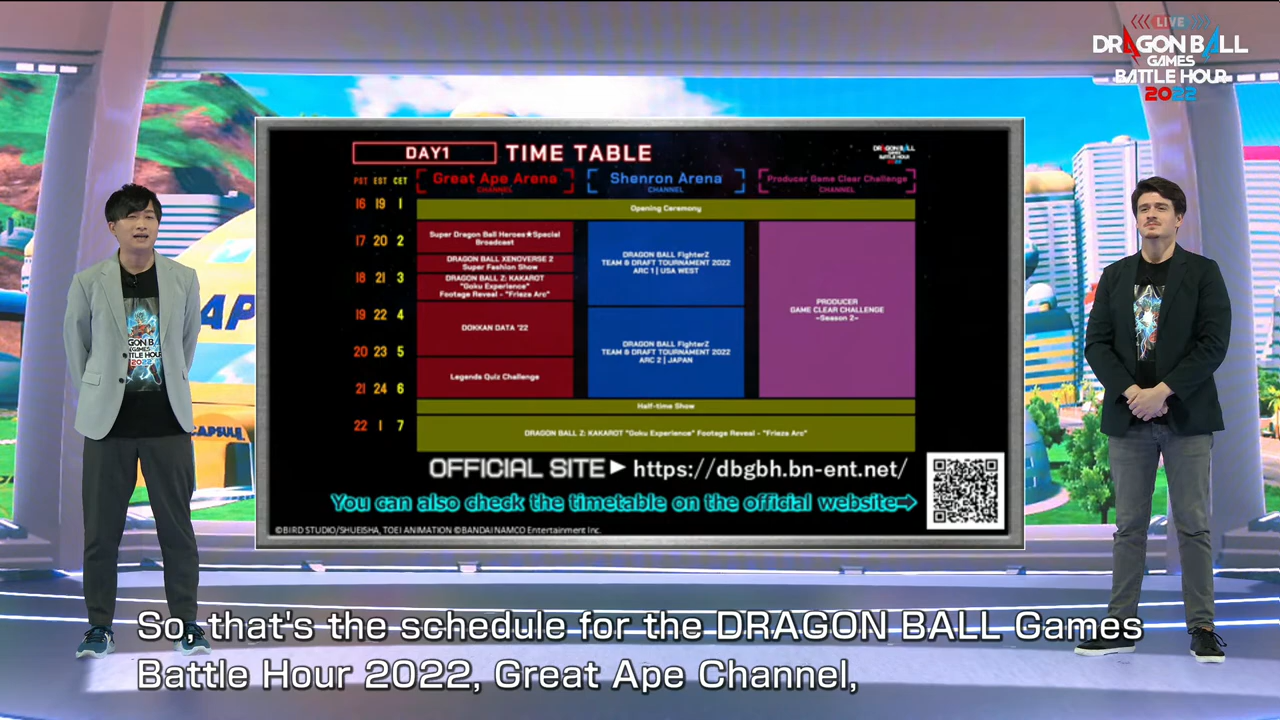 LIVE
DRAGON BALL
GAMES
BATTLE HOUR
2022
DAY1
TIME TABLE
DRAGON BALL
GAMES
BATTLE HOUR
2022
PST EST CET
Great Ape Arena
CHANNEL
Shenron Arena
CHANNEL
Producer Game Clear Challenge
CHANNEL
16 19 1
Opening Ceremony
17 20 2
Super Dragon Ball Heroes★Special
Broadcast
DRAGON BALL XENOVERSE 2
Super Fashion Show
18 21 3
DRAGON BALL Z: KAKAROT
"Goku Experience"
Footage Reveal - "Frieza Arc"
19 22 4
DOKKAN DATA '22
20 23 5
Legends Quiz Challenge
21 24 6
DRAGON BALL FighterZ
TEAM & DRAFT TOURNAMENT 2022
ARC 1 | USA WEST
DRAGON BALL FighterZ
TEAM & DRAFT TOURNAMENT 2022
ARC 2 | JAPAN
PRODUCER
GAME CLEAR CHALLENGE
~Season 2~
Half-time Show
22 1 7
DRAGON BALL Z: KAKAROT "Goku Experience" Footage Reveal - "Frieza Arc"
OFFICIAL SITE ▶ https://dbgbh.bn-ent.net/
You can also check the timetable on the official website➡
©BIRD STUDIO/SHUEISHA, TOEI ANIMATION ©BANDAI NAMCO Entertainment Inc.
AP
CAPSULE
So, that's the schedule for the DRAGON BALL Games
Battle Hour 2022, Great Ape Channel,